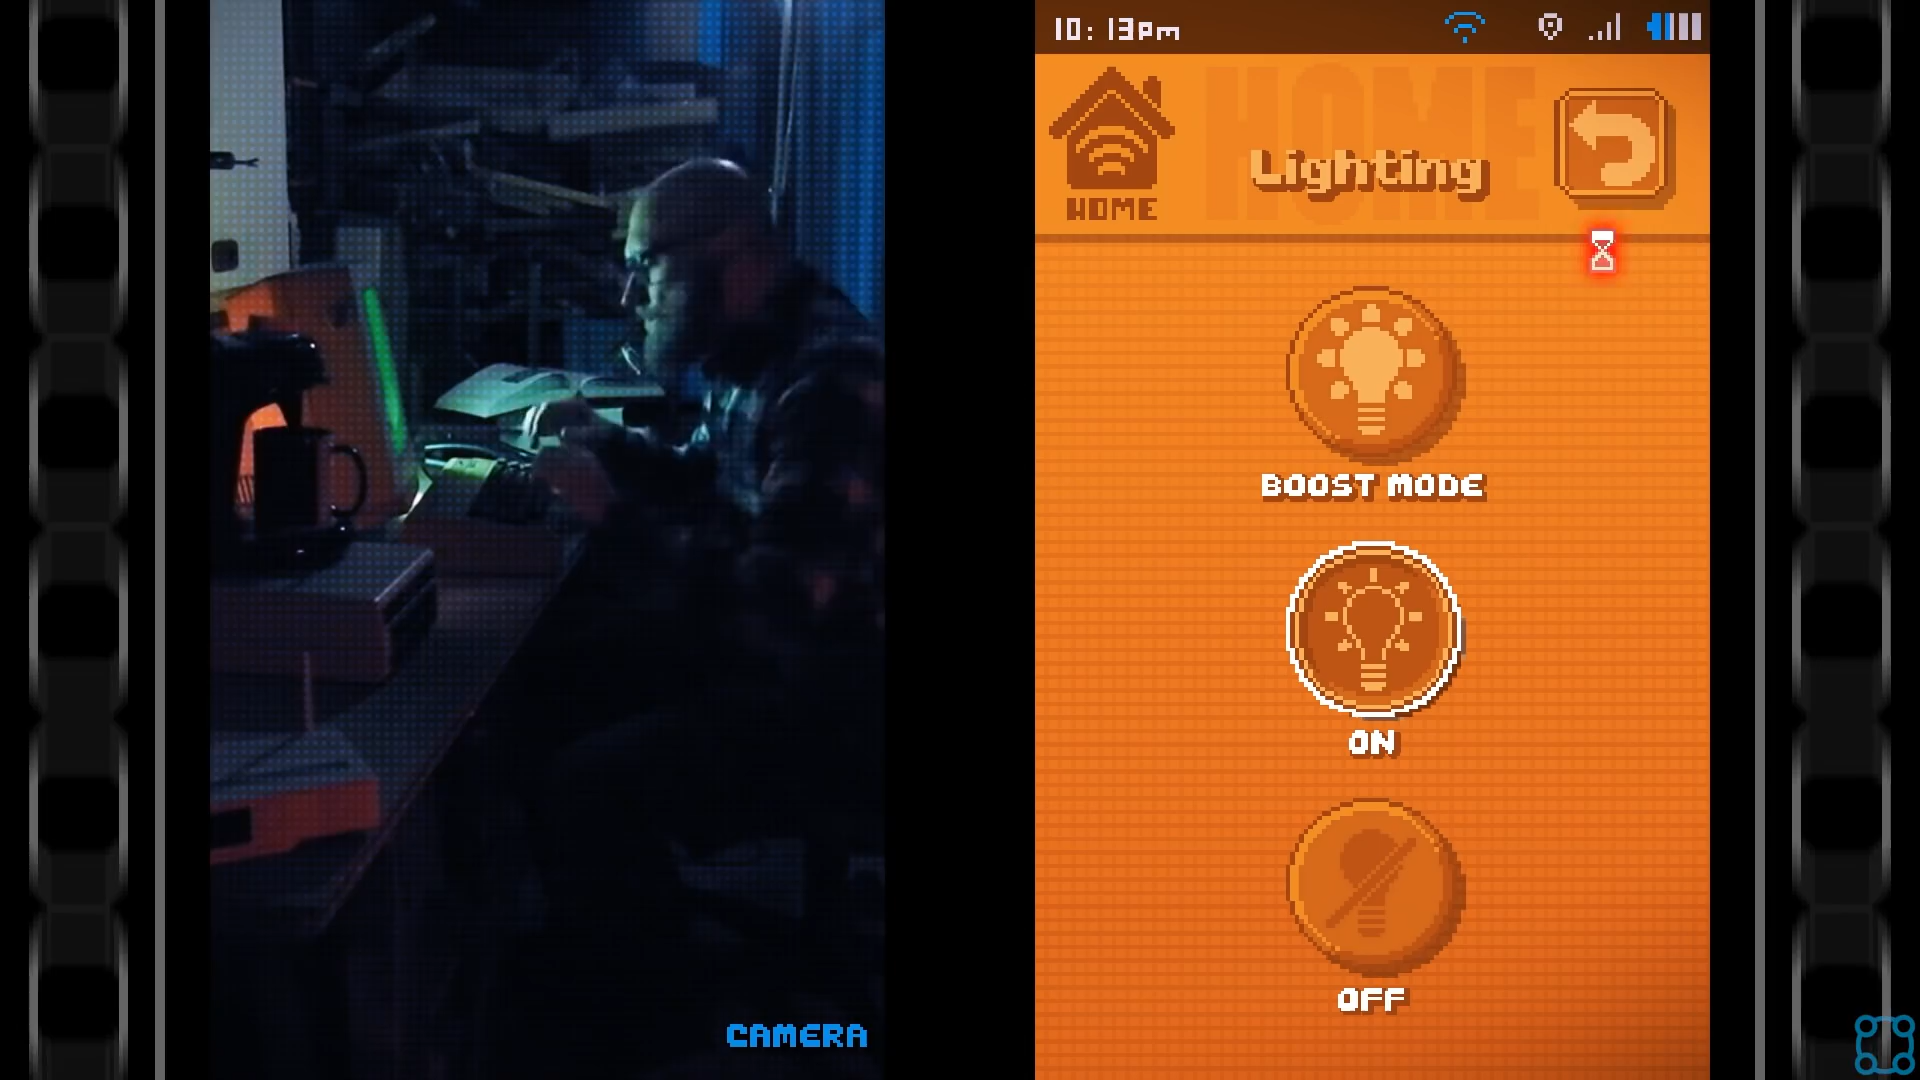 CAMERA
10:13pm
HOME
Lighting
HOME
BOOST MODE
ON
OFF